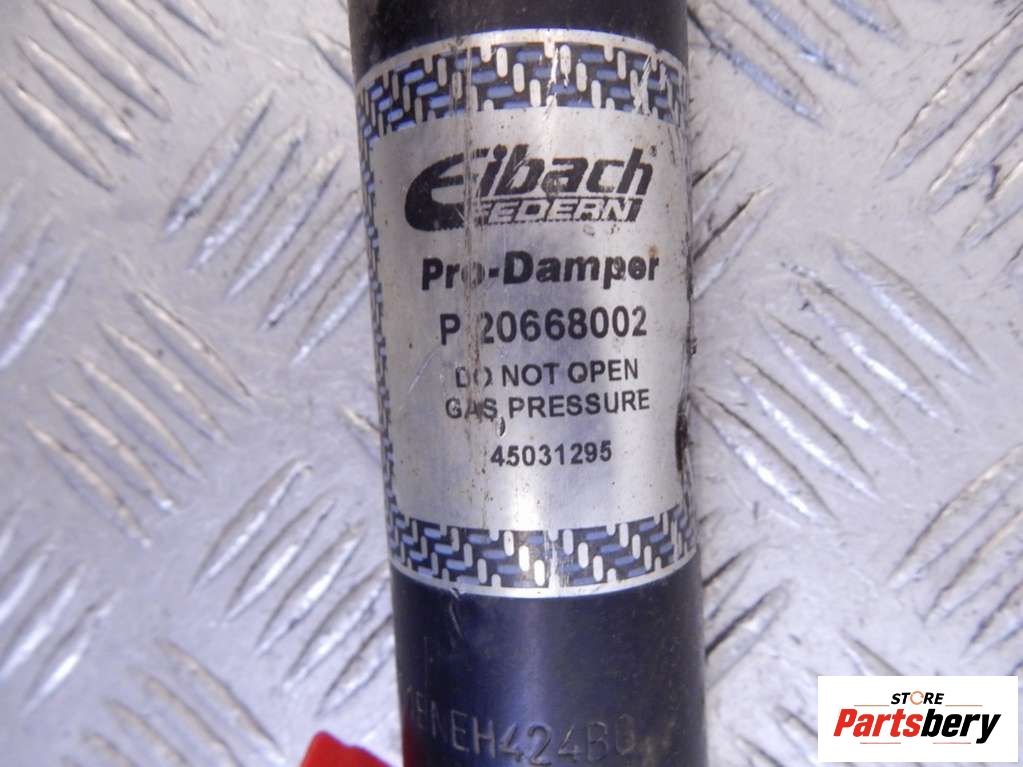 Eibach
FEDERN
Pro-Damper
P 20668002
DO NOT OPEN
GAS PRESSURE
45031295
STORE
Partsbery